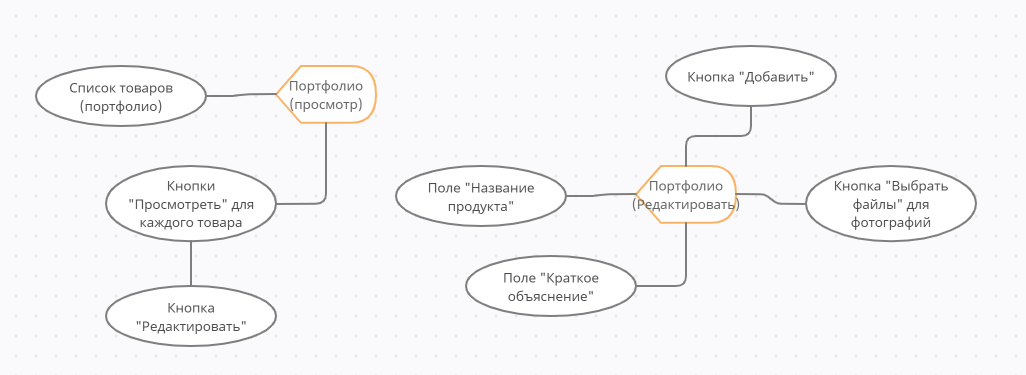 Список товаров
(портфолио)
Портфолио
(просмотр)
Кнопки
"Просмотреть" для
каждого товара
Кнопка
"Редактировать"
Кнопка "Добавить"
Поле "Название
продукта"
Портфолио
(Редактировать)
Кнопка "Выбрать
файлы" для
фотографий
Поле "Краткое
объяснение"